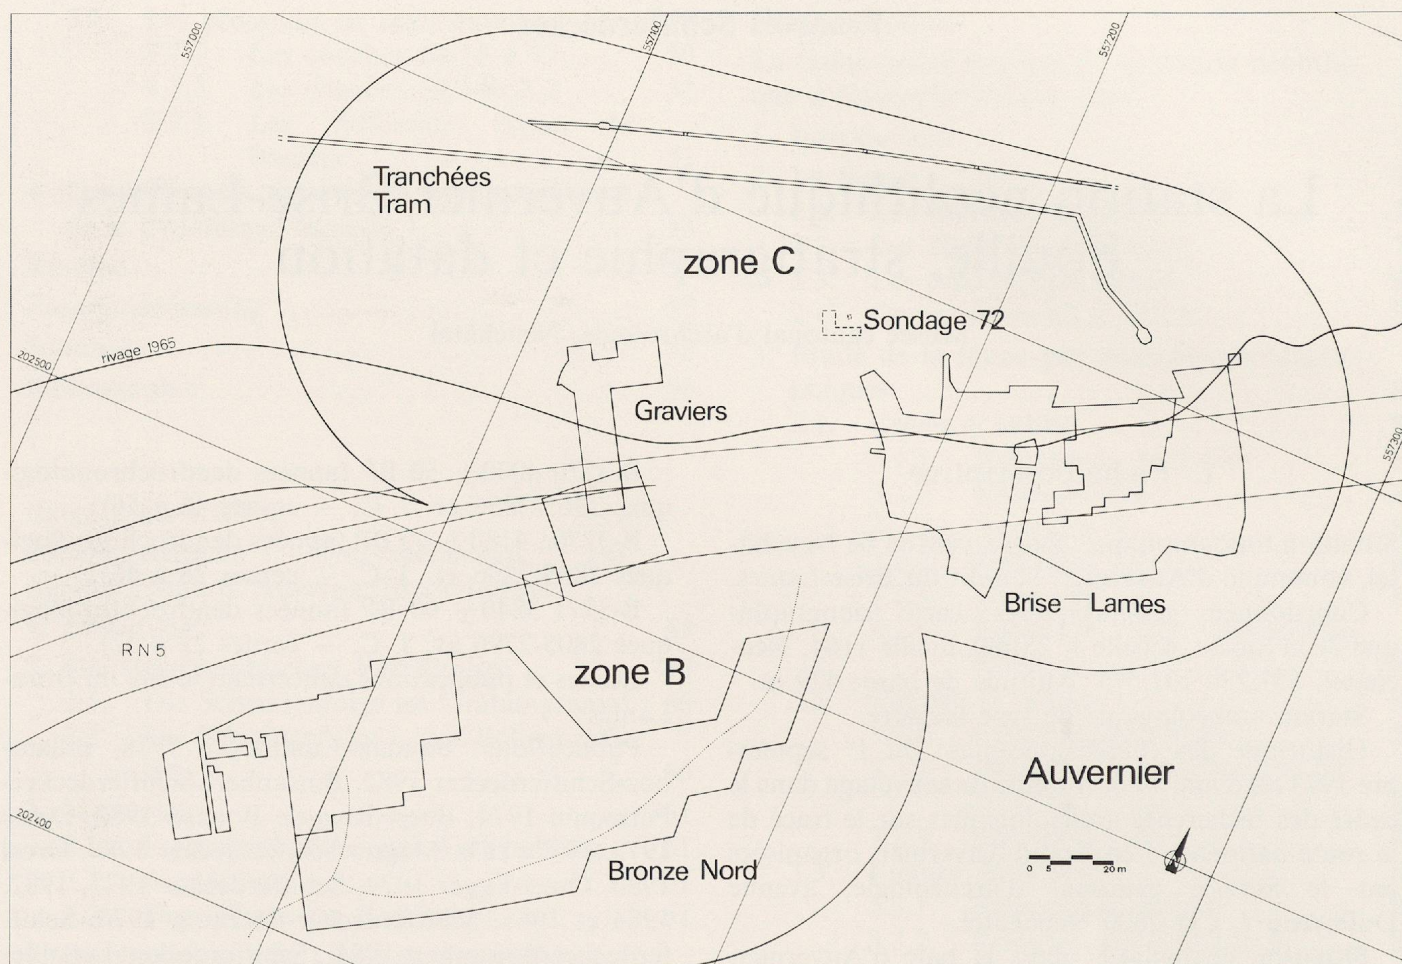 557000
557100
557200
Tranchées
Tram
zone C
Sondage 72
rivage 1965
202500
Graviers
557300
Brise—Lames
RN5
zone B
Auvernier
202400
Bronze Nord
0 5 20 m